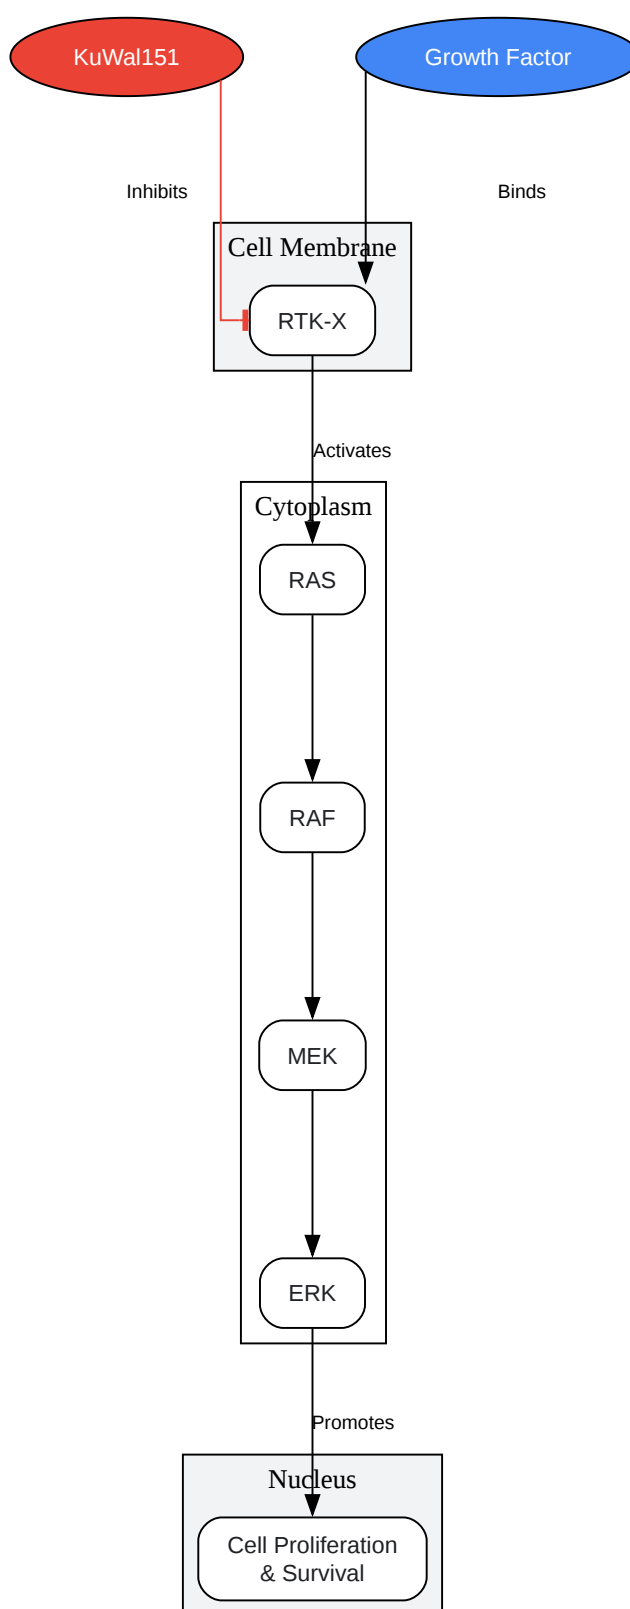 KuWal151
Growth Factor
Inhibits
Binds
Cell Membrane
RTK-X
Activates
Cytoplasm
RAS
RAF
MEK
ERK
Promotes
Nucleus
Cell Proliferation
& Survival